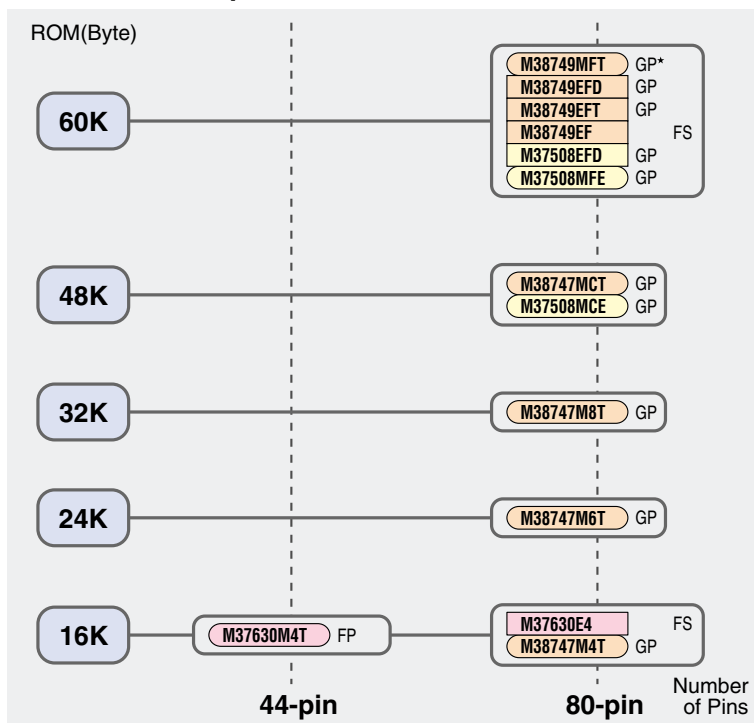 ROM(Byte)
60K
M38749MFT GP★
M38749EFD GP
M38749EFT GP
M38749EF FS
M37508EFD GP
M37508MFE GP
48K
M38747MCT GP
M37508MCE GP
32K
M38747M8T GP
24K
M38747M6T GP
16K
M37630M4T FP
M37630E4 FS
M38747M4T GP
44-pin
80-pin
Number
of Pins